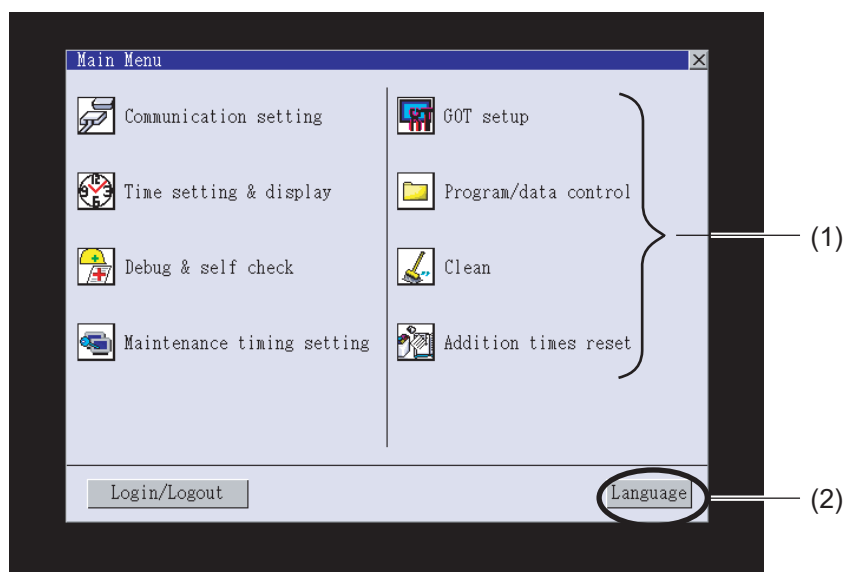 Main Menu
Communication setting
Time setting & display
Debug & self check
Maintenance timing setting
GOT setup
Program/data control
Clean
Addition times reset
(1)
Login/Logout
Language
(2)